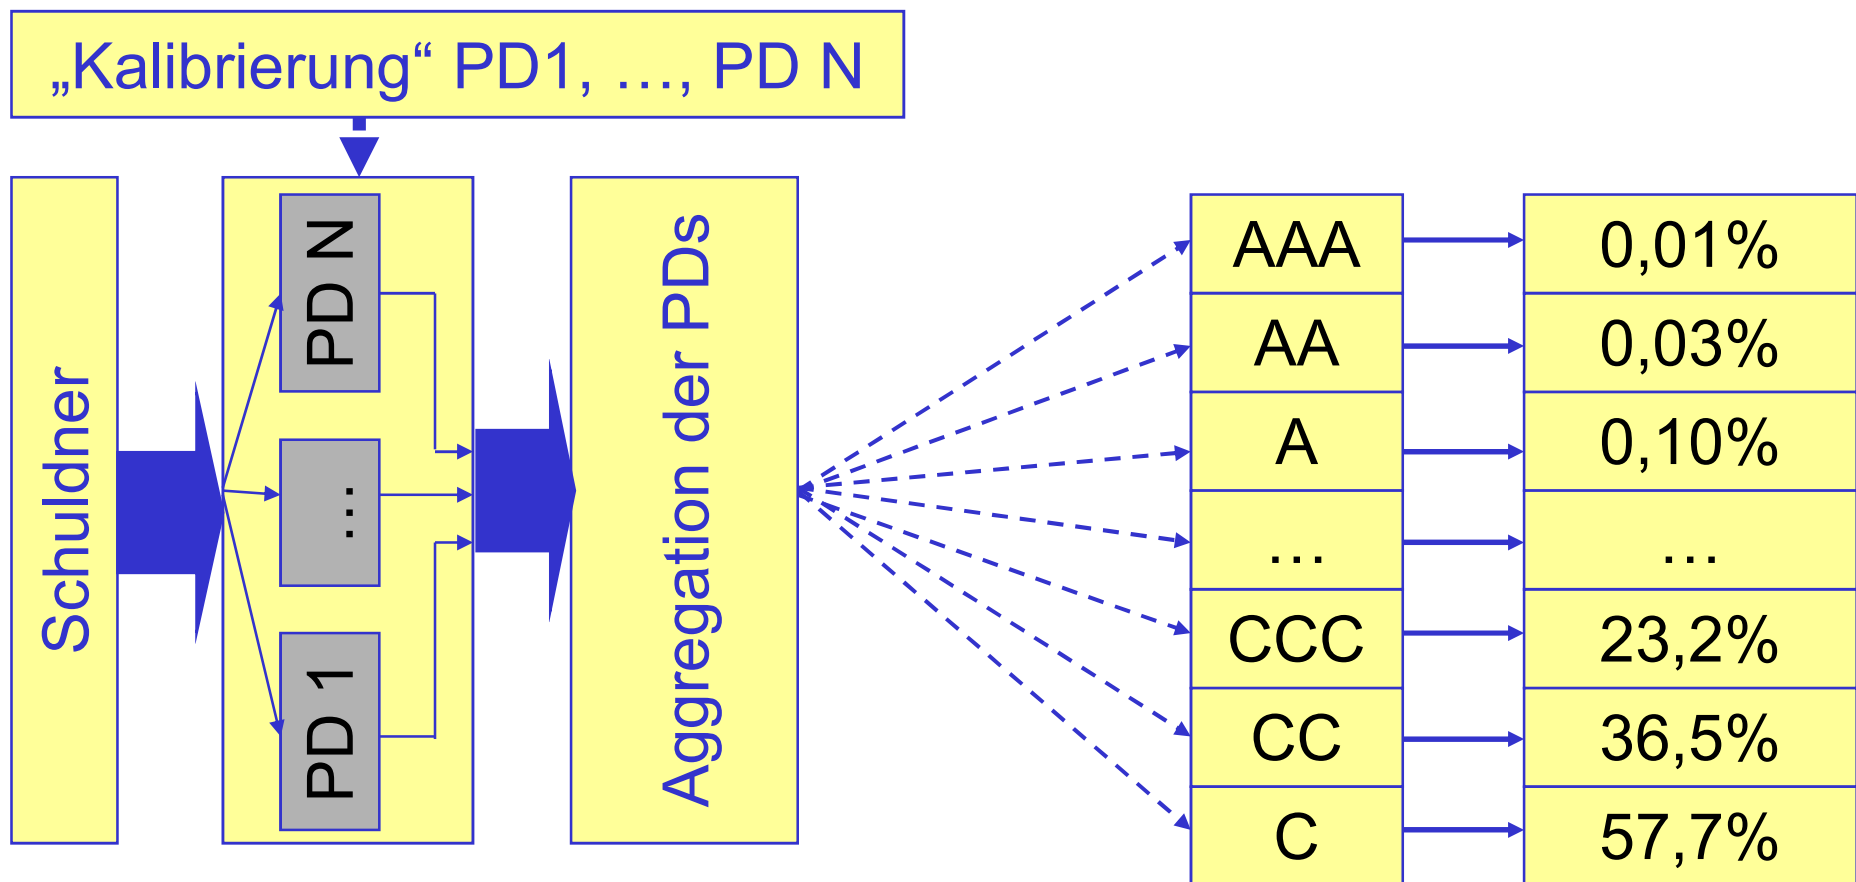 „Kalibrierung“ PD1, …, PD N
Schuldner
PD N
…
PD 1
Aggregation der PDs
AAA
0,01%
AA
0,03%
A
0,10%
…
…
CCC
23,2%
CC
36,5%
C
57,7%